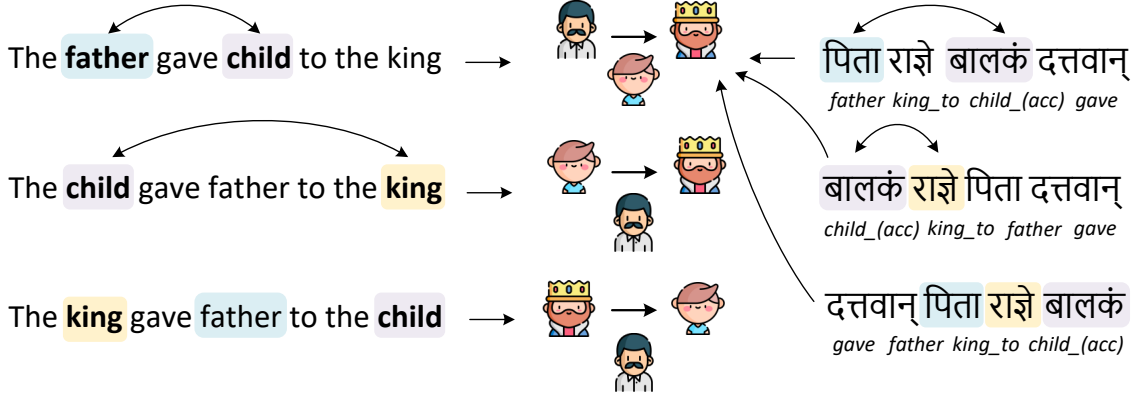 The father gave child to the king
पिता राज्ञे बालकं दत्तवान्
father king_to child_(acc) gave
The child gave father to the king
बालकं राज्ञे पिता दत्तवान्
child_(acc) king_to father gave
The king gave father to the child
दत्तवान् पिता राज्ञे बालकं
gave father king_to child_(acc)